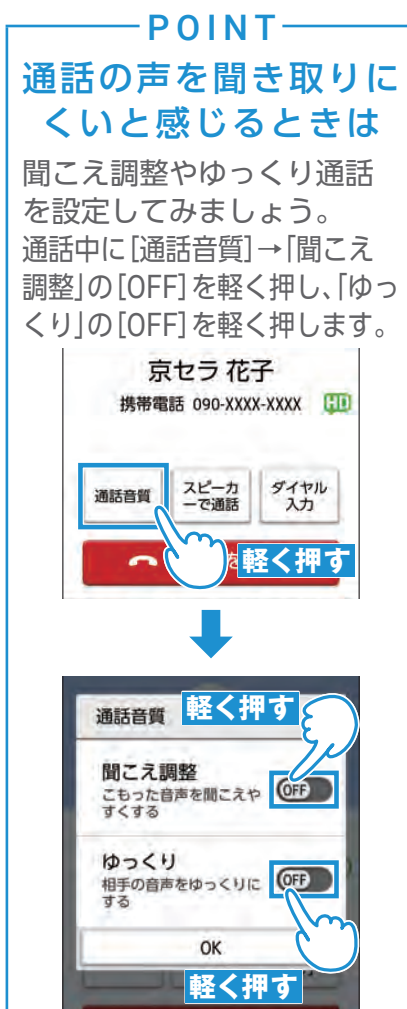 POINT
通話の声を聞き取りに
くいと感じるときは
聞こえ調整やゆっくり通話
を設定してみましょう。
通話中に[通話音質]→「聞こえ
調整」の[OFF]を軽く押し、「ゆっ
くり」の[OFF]を軽く押します。
京セラ 花子
携帯電話 090-XXXX-XXXX HD
通話音質
スピーカ
ーで通話
ダイヤル
入力
軽く押す
通話音質
軽く押す
聞こえ調整
こもった音声を聞こえや
すくする
OFF
ゆっくり
相手の音声をゆっくりに
する
OFF
OK
軽く押す